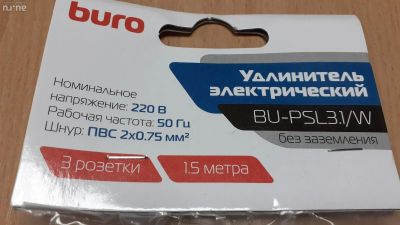 n.ne
buro
Удлинитель
электрический
BU-PSL3.1/W
без заземления
Номинальное
напряжение: 220 В
Рабочая частота: 50 Гц
Шнур: ПВС 2x0.75 мм²
3 розетки
1.5 метра